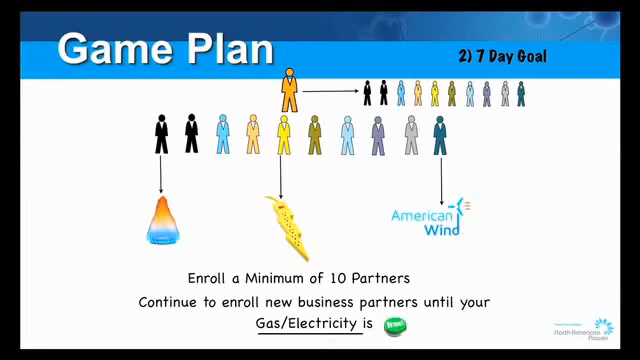 Game Plan
2) 7 Day Goal
American
Wind
Enroll a Minimum of 10 Partners
Continue to enroll new business partners until your
Gas/Electricity is free!
North American
Power